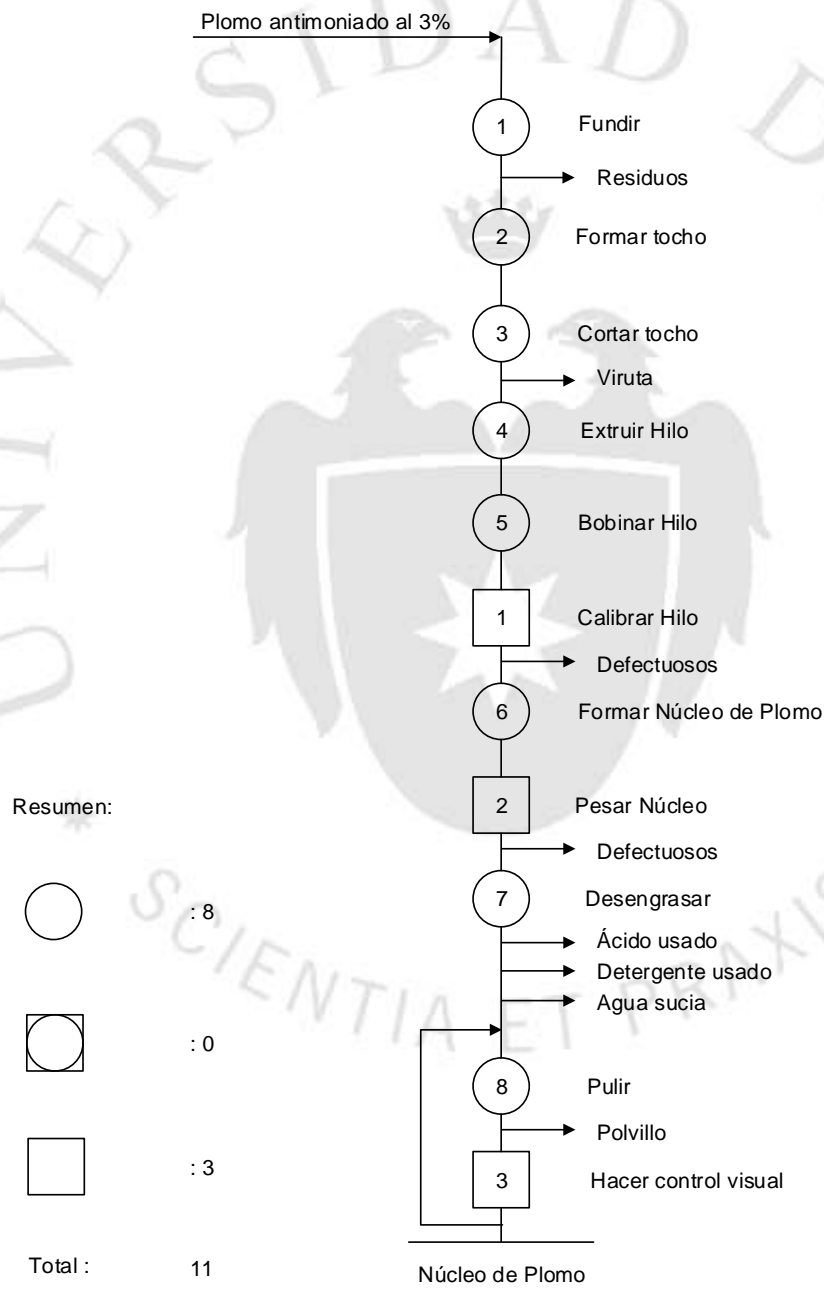 Plomo antimoniado al 3%
1 Fundir
Residuos
2 Formar tocho
3 Cortar tocho
Viruta
4 Extruir Hilo
5 Bobinar Hilo
1 Calibrar Hilo
Defectuosos
6 Formar Núcleo de Plomo
2 Pesar Núcleo
Defectuosos
7 Desengrasar
Ácido usado
Detergente usado
Agua sucia
8 Pulir
Polvillo
3 Hacer control visual
Núcleo de Plomo
Resumen:
: 8
: 0
: 3
Total : 11
SCIENTIA ET PRAXIS